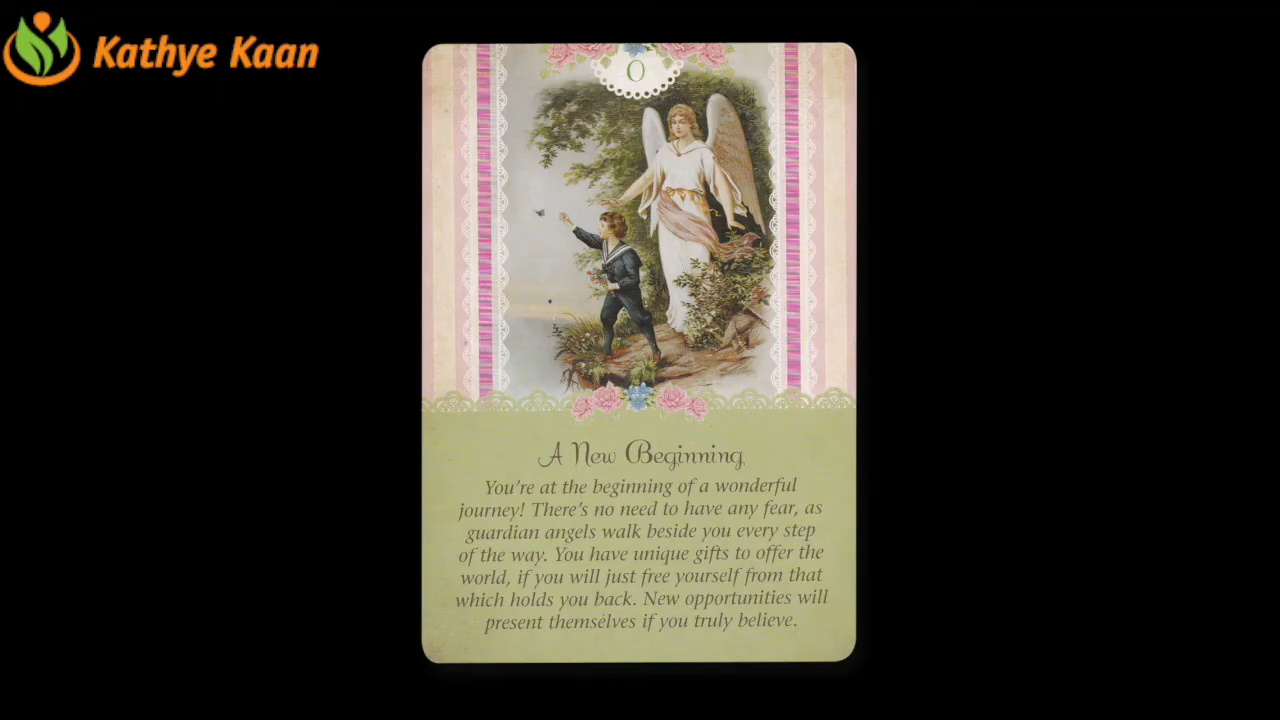 Kathye Kaan
0
A New Beginning
You're at the beginning of a wonderful
journey! There's no need to have any fear, as
guardian angels walk beside you every step
of the way. You have unique gifts to offer the
world, if you will just free yourself from that
which holds you back. New opportunities will
present themselves if you truly believe.